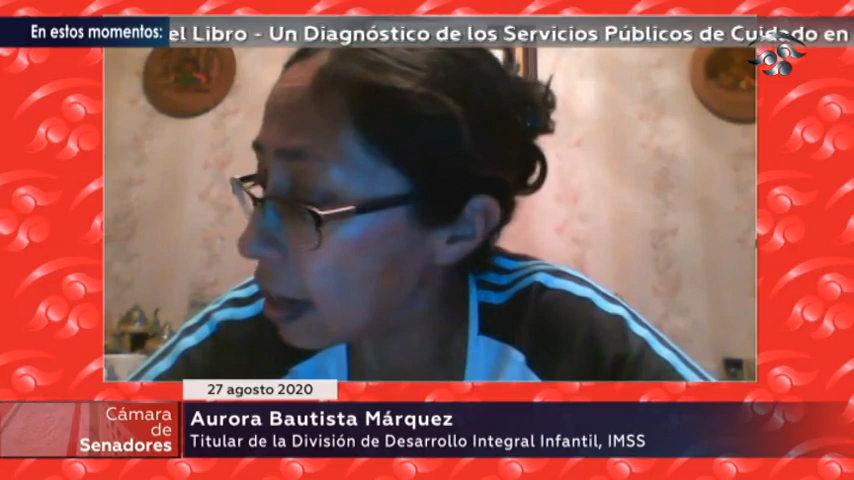 En estos momentos: el Libro - Un Diagnóstico de los Servicios Públicos de Cuidado en
27 agosto 2020
Cámara
de
Senadores
Aurora Bautista Márquez
Titular de la División de Desarrollo Integral Infantil, IMSS